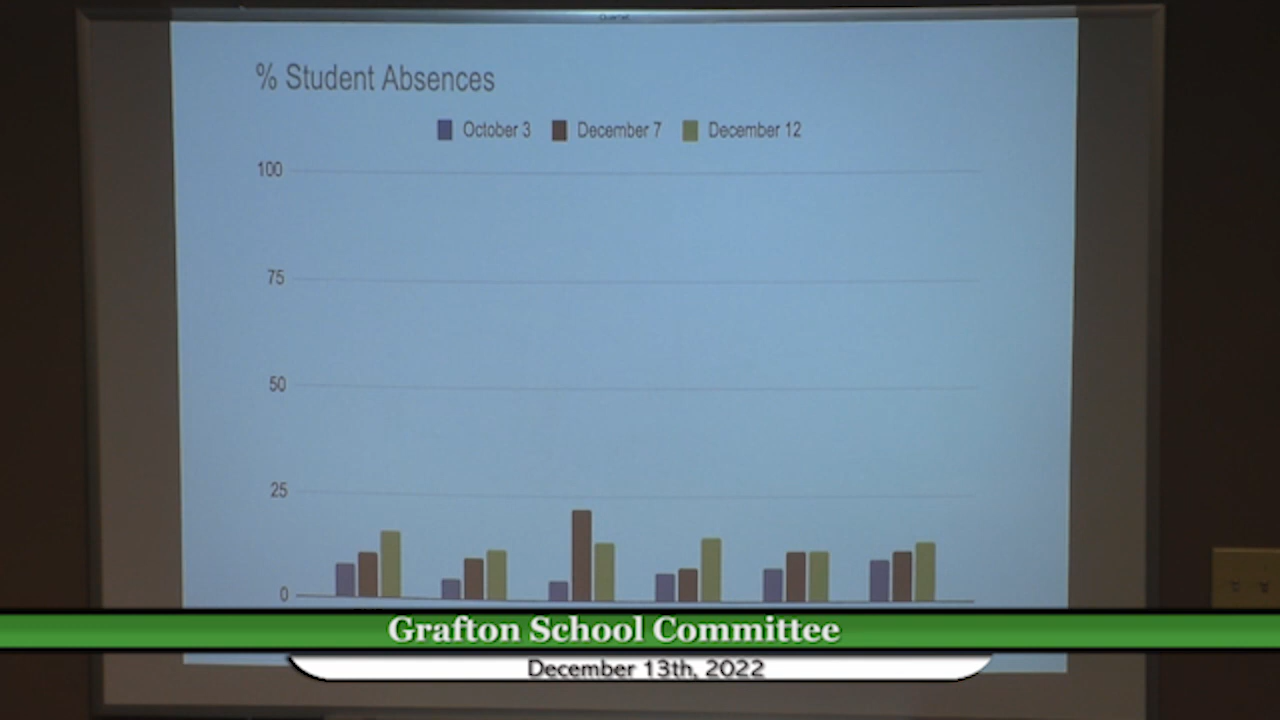 % Student Absences
October 3 December 7 December 12
100
75
50
25
0
Grafton School Committee
December 13th, 2022